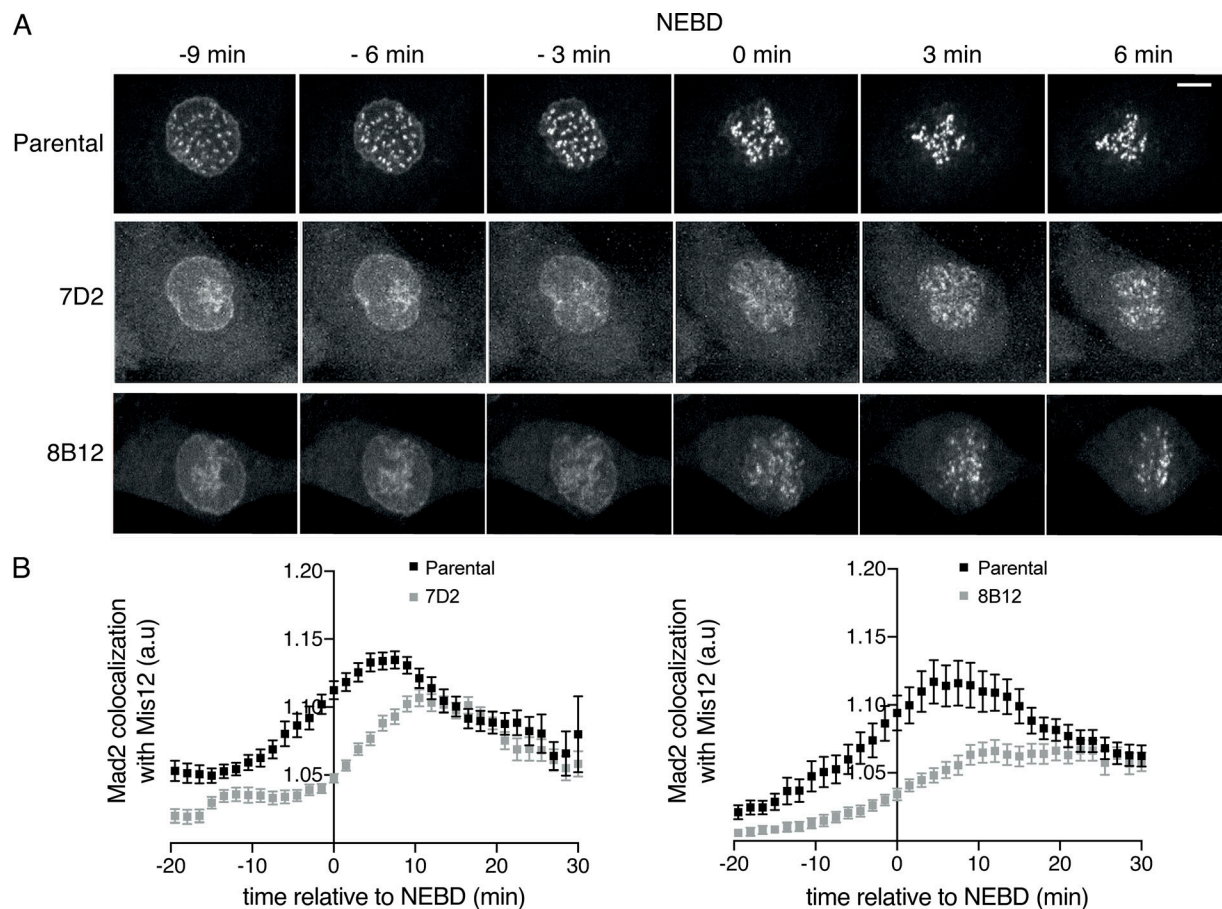 A
NEBD
-9 min - 6 min - 3 min 0 min 3 min 6 min
Parental
7D2
8B12
B
Mad2 colocalization
with Mis12 (a.u)
1.20
1.15
1.10
1.05
Parental
7D2
-20 -10 0 10 20 30
time relative to NEBD (min)
Mad2 colocalization
with Mis12 (a.u)
1.20
1.15
1.10
1.05
Parental
8B12
-20 -10 0 10 20 30
time relative to NEBD (min)